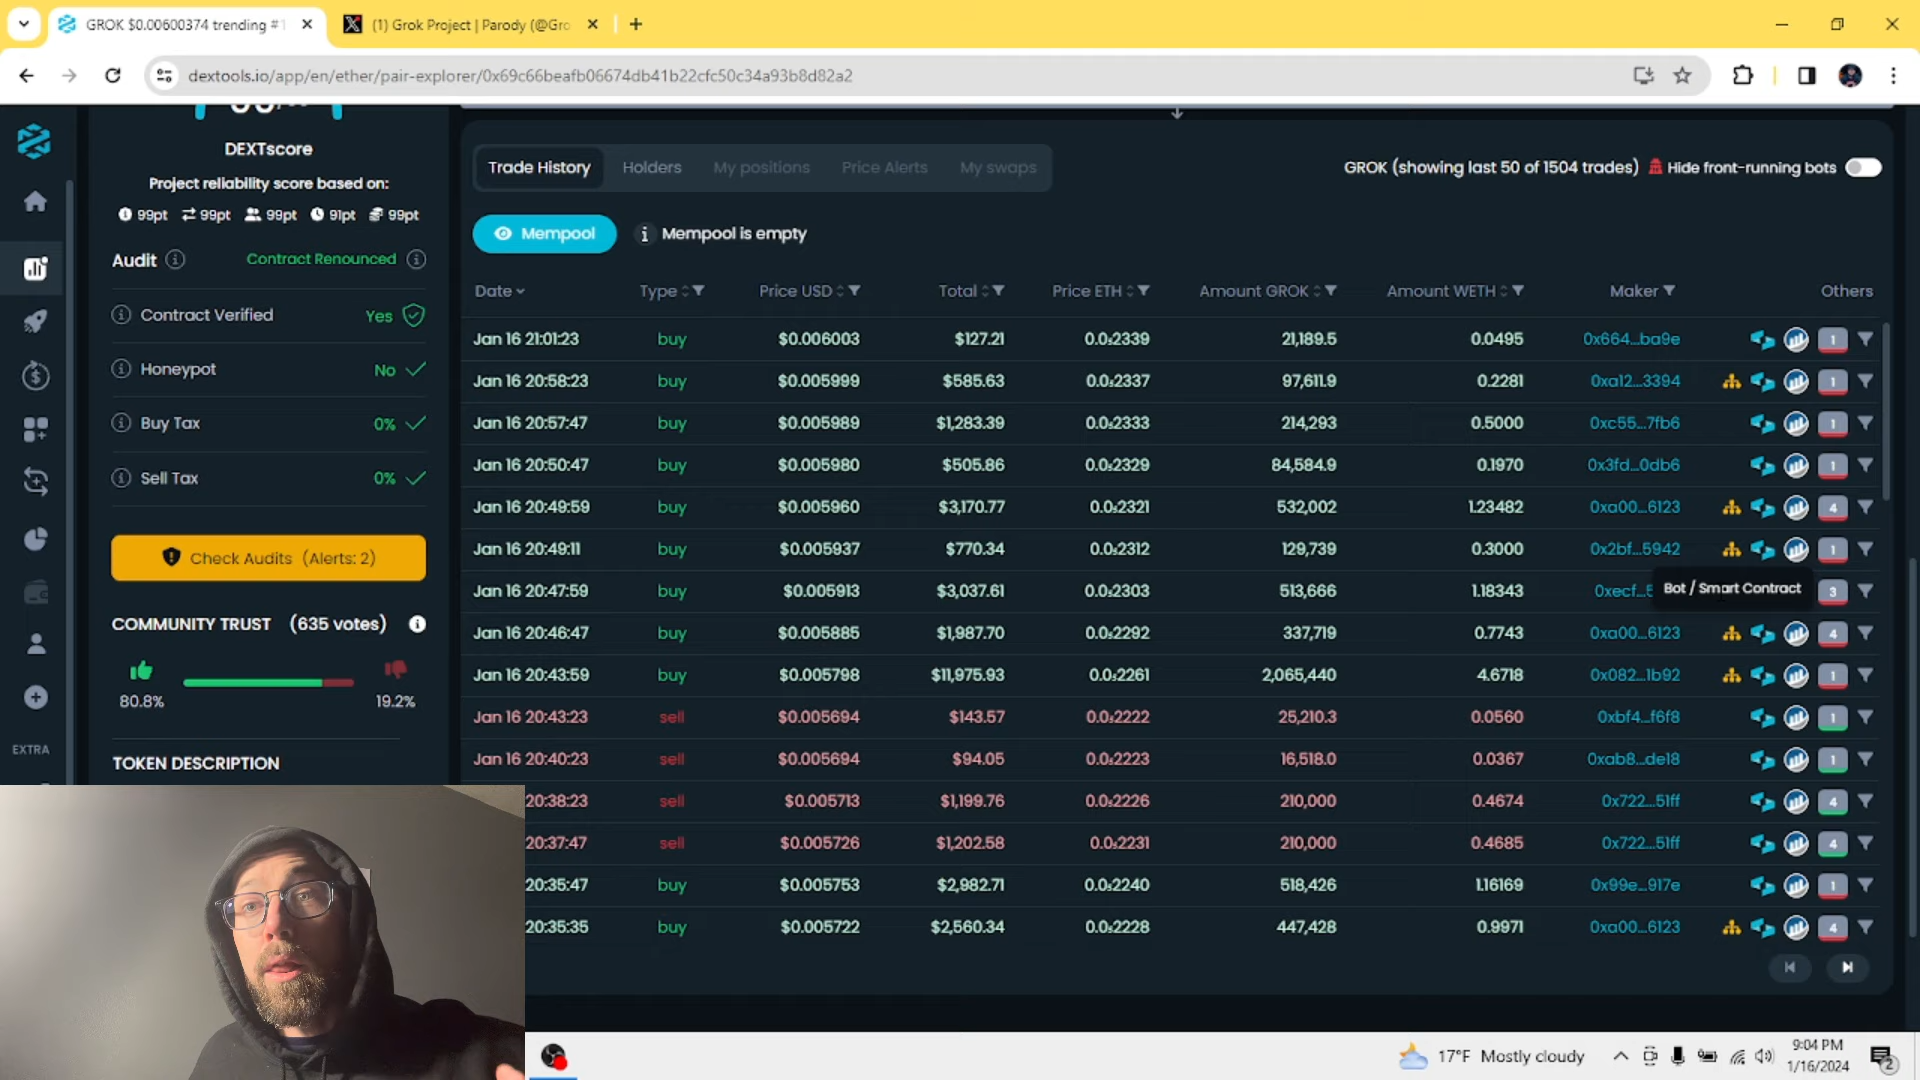 GROK $0.00600374 trending #1
(1) Grok Project | Parody (@Gro
dextools.io/app/en/ether/pair-explorer/0x69c66beafb06674db41b22cfc50c34a93b8d82a2
DEXTscore
Project reliability score based on:
99pt 99pt 99pt 91pt 99pt
Audit Contract Renounced
Contract Verified Yes
Honeypot No
Buy Tax 0%
Sell Tax 0%
Check Audits (Alerts: 2)
COMMUNITY TRUST (635 votes)
80.8% 19.2%
TOKEN DESCRIPTION
EXTRA
Trade History Holders My positions Price Alerts My swaps
GROK (showing last 50 of 1504 trades) Hide front-running bots
Mempool Mempool is empty
Date Type Price USD Total Price ETH Amount GROK Amount WETH Maker Others
Jan 16 21:01:23 buy $0.006003 $127.21 0.0₅2339 21,189.5 0.0495 0x664...ba9e 1
Jan 16 20:58:23 buy $0.005999 $585.63 0.0₅2337 97,611.9 0.2281 0xa12...3394 1
Jan 16 20:57:47 buy $0.005989 $1,283.39 0.0₅2333 214,293 0.5000 0xc55...7fb6 1
Jan 16 20:50:47 buy $0.005980 $505.86 0.0₅2329 84,584.9 0.1970 0x3fd...0db6 1
Jan 16 20:49:59 buy $0.005960 $3,170.77 0.0₅2321 532,002 1.23482 0xa00...6123 4
Jan 16 20:49:11 buy $0.005937 $770.34 0.0₅2312 129,739 0.3000 0x2bf...5942 1
Jan 16 20:47:59 buy $0.005913 $3,037.61 0.0₅2303 513,666 1.18343 0xecf...5 Bot / Smart Contract 3
Jan 16 20:46:47 buy $0.005885 $1,987.70 0.0₅2292 337,719 0.7743 0xa00...6123 4
Jan 16 20:43:59 buy $0.005798 $11,975.93 0.0₅2261 2,065,440 4.6718 0x082...1b92 1
Jan 16 20:43:23 sell $0.005694 $143.57 0.0₅2222 25,210.3 0.0560 0xbf4...f6f8 1
Jan 16 20:40:23 sell $0.005694 $94.05 0.0₅2223 16,518.0 0.0367 0xab8...de18 1
20:38:23 sell $0.005713 $1,199.76 0.0₅2226 210,000 0.4674 0x722...51ff 4
20:37:47 sell $0.005726 $1,202.58 0.0₅2231 210,000 0.4685 0x722...51ff 4
20:35:47 buy $0.005753 $2,982.71 0.0₅2240 518,426 1.16169 0x99e...917e 1
20:35:35 buy $0.005722 $2,560.34 0.0₅2228 447,428 0.9971 0xa00...6123 4
17°F Mostly cloudy
9:04 PM
1/16/2024
2